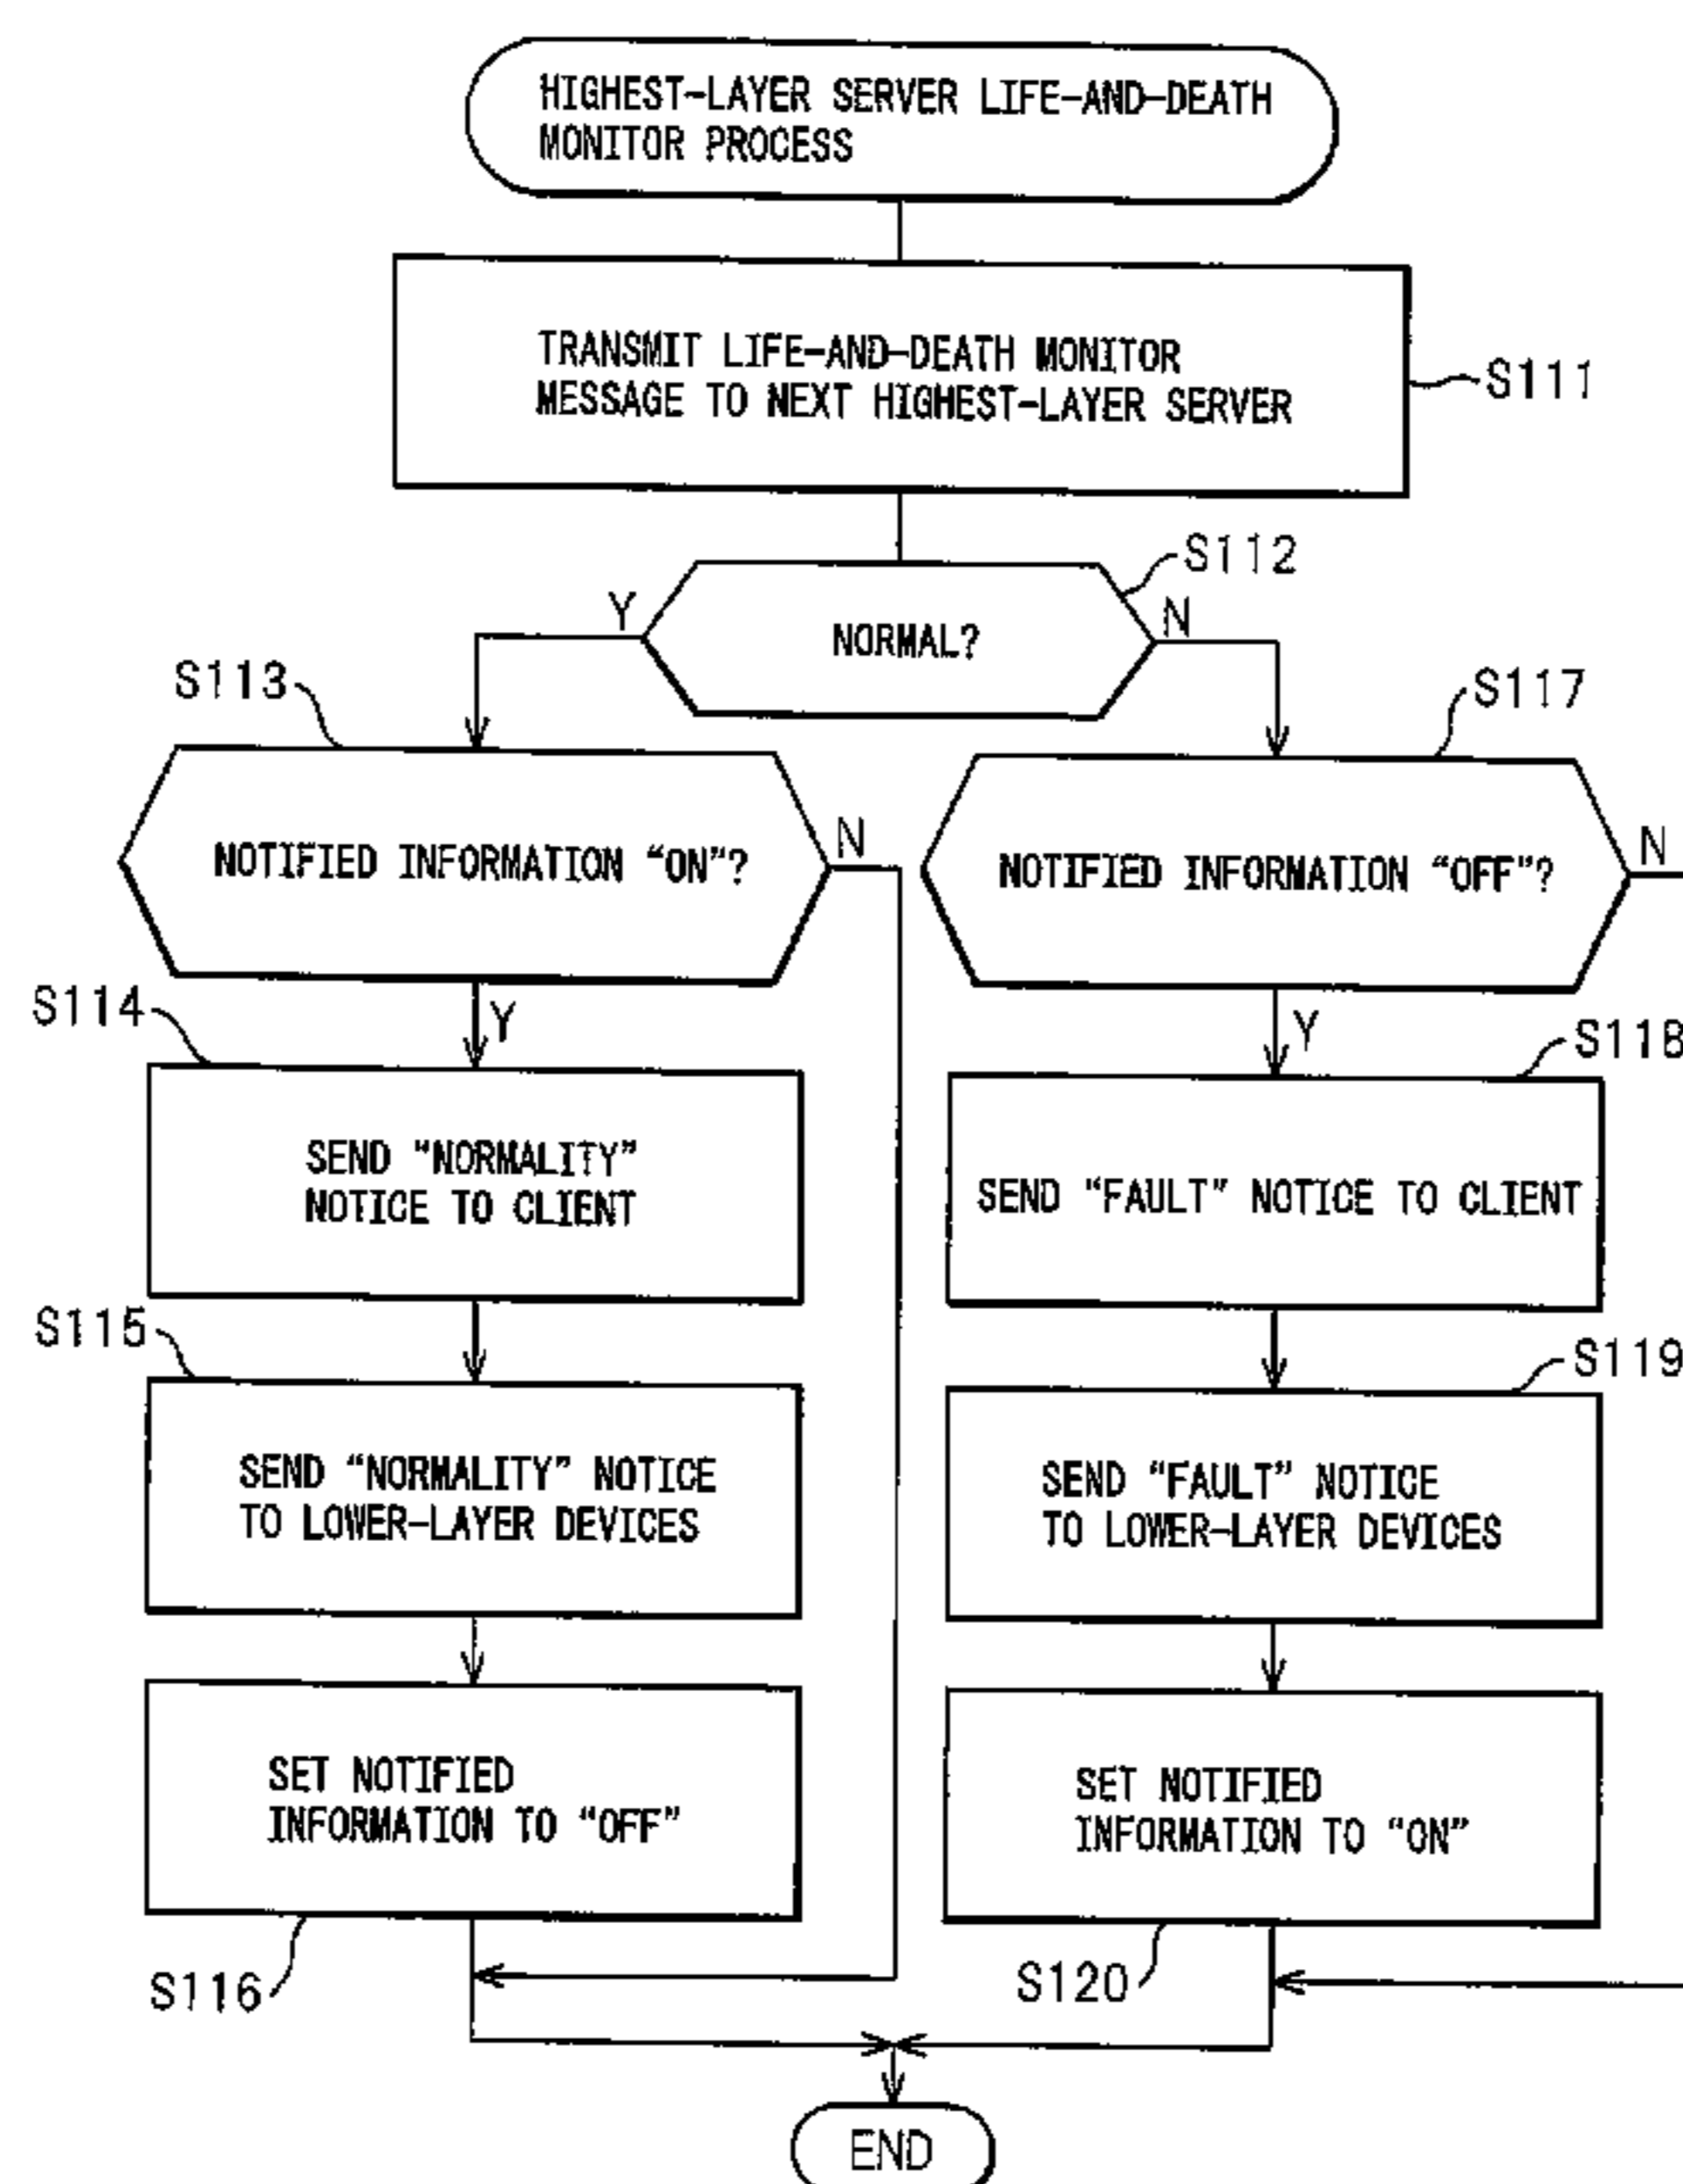 HIGHEST-LAYER SERVER LIFE-AND-DEATH
MONITOR PROCESS
TRANSMIT LIFE-AND-DEATH MONITOR
MESSAGE TO NEXT HIGHEST-LAYER SERVER
S111
S112
Y
NORMAL?
N
S113
S117
NOTIFIED INFORMATION “ON”?
N
NOTIFIED INFORMATION “OFF”?
N
S114
Y
Y
S118
SEND “NORMALITY”
NOTICE TO CLIENT
SEND “FAULT” NOTICE TO CLIENT
S115
S119
SEND “NORMALITY” NOTICE
TO LOWER-LAYER DEVICES
SEND “FAULT” NOTICE
TO LOWER-LAYER DEVICES
SET NOTIFIED
INFORMATION TO “OFF”
SET NOTIFIED
INFORMATION TO “ON”
S116
S120
END